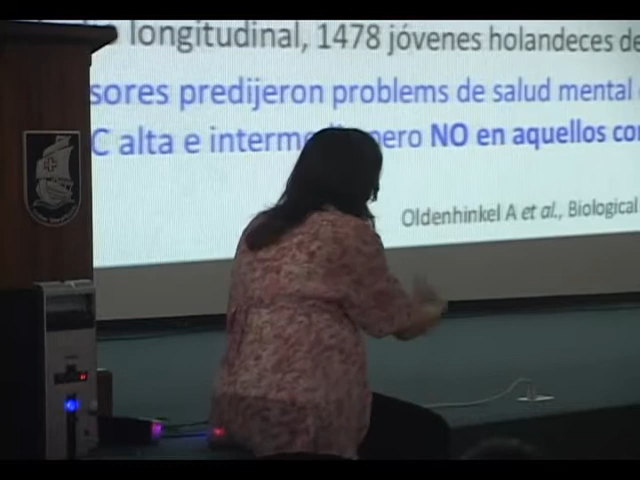 longitudinal, 1478 jóvenes holandeces de
sores predijeron problems de salud mental
C alta e interme pero NO en aquellos con
Oldenhinkel A et al., Biological